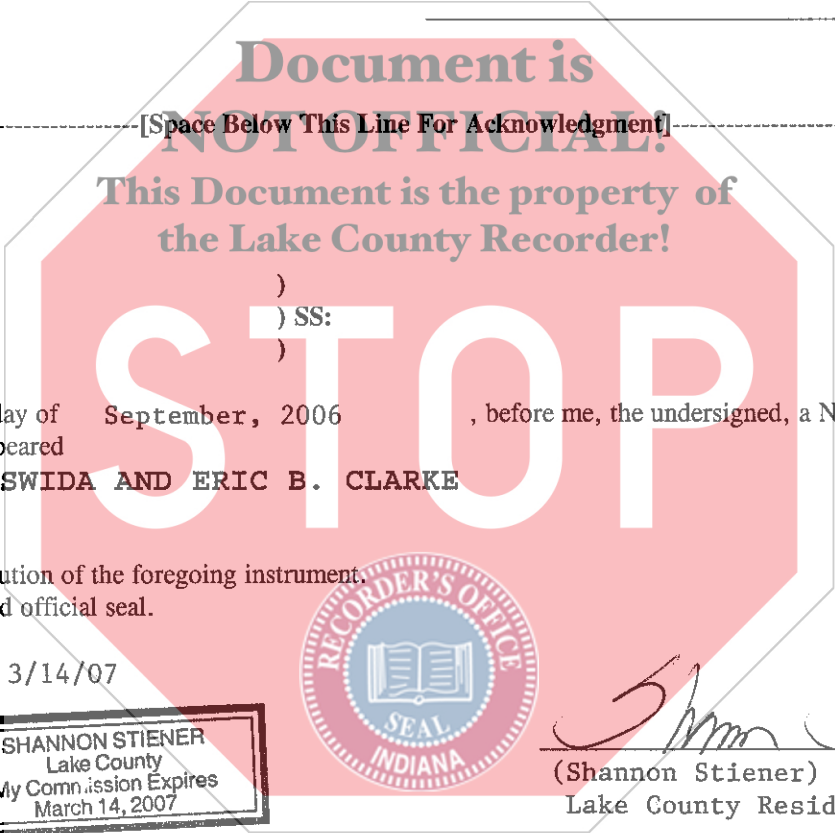 Document is
NOT OFFICIAL!
[Space Below This Line For Acknowledgment]
This Document is the property of
the Lake County Recorder!
)
) SS:
)
STOP
day of September, 2006 , before me, the undersigned, a N
peared
SWIDA AND ERIC B. CLARKE
ution of the foregoing instrument.
d official seal.
3/14/07
RECORDER'S OFFICE
SEAL
INDIANA
SHANNON STIENER
Lake County
My Commission Expires
March 14, 2007
(Shannon Stiener)
Lake County Resid